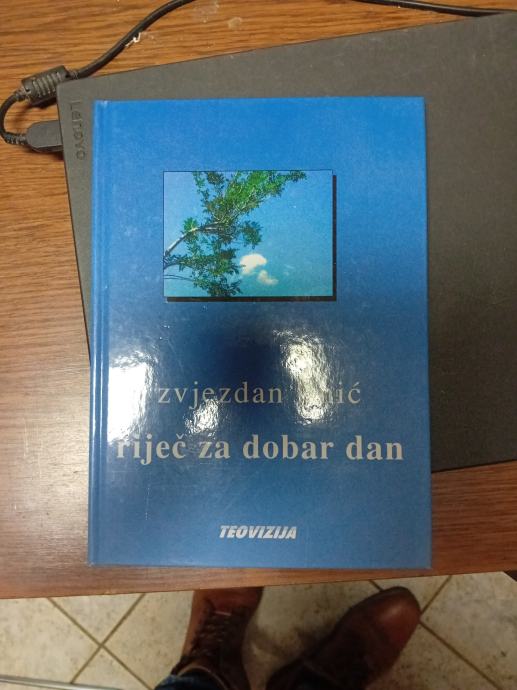 Lenovo
zvjezdan
riječ za dobar dan
TEOVIZIJA